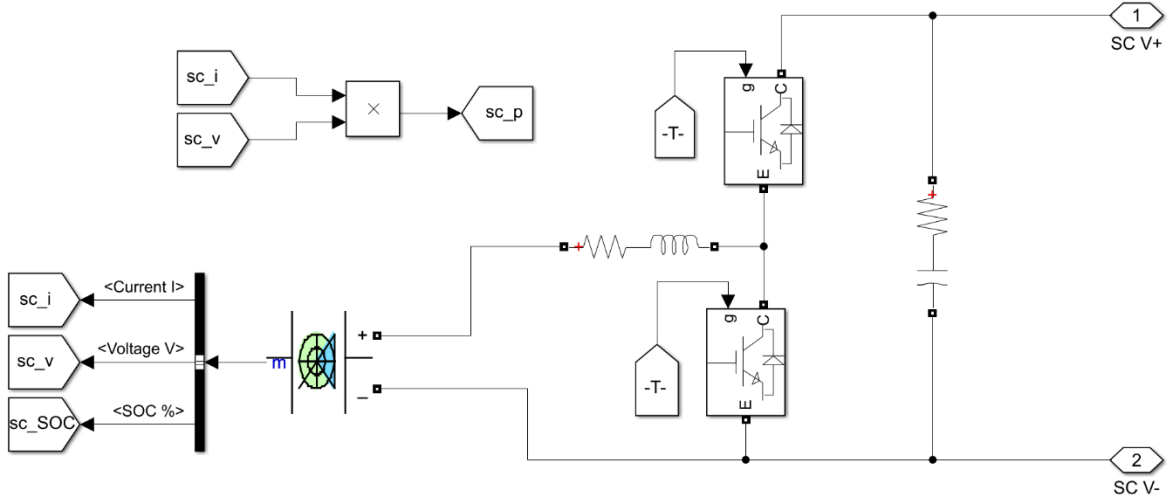 1
SC V+
sc_i
sc_v
×
sc_p
g
C
-T-
E
+
+
sc_i
<Current I>
sc_v
<Voltage V>
sc_SOC
<SOC %>
m
+
_
g
C
-T-
E
2
SC V-